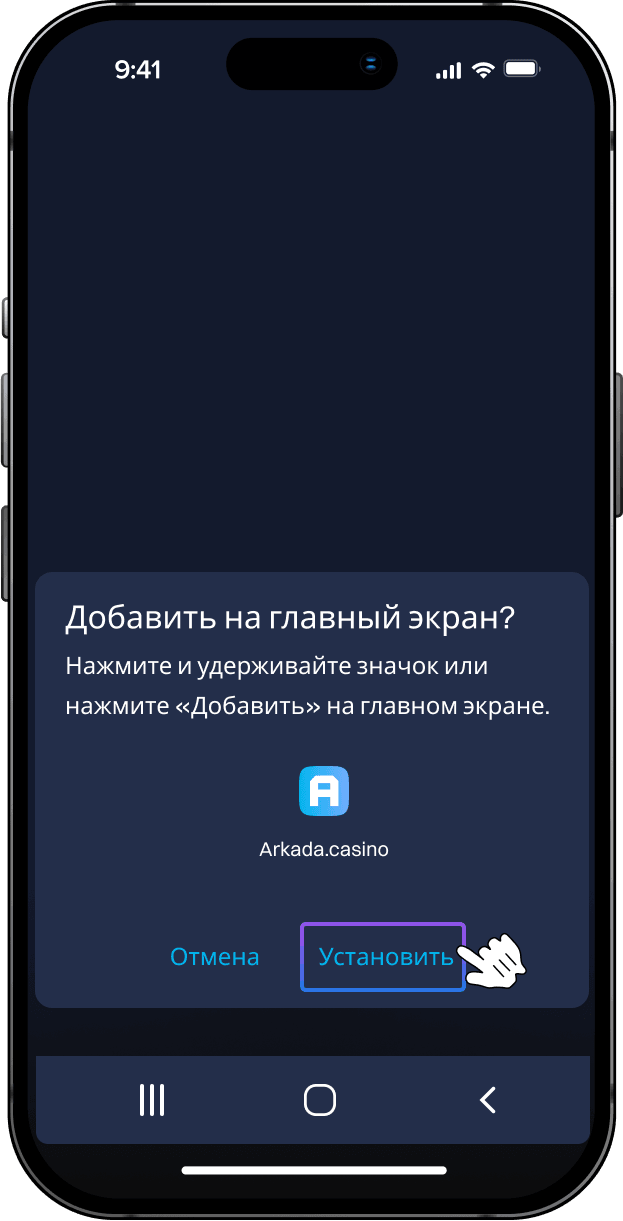 9:41
Добавить на главный экран?
Нажмите и удерживайте значок или
нажмите «Добавить» на главном экране.
A
Arkada.casino
Отмена Установить